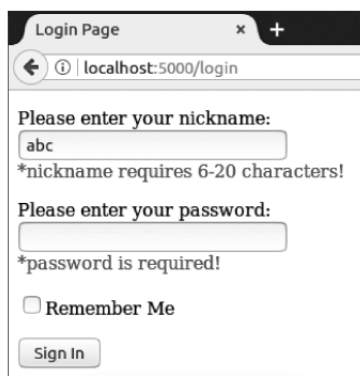 Login Page
localhost:5000/login
Please enter your nickname:
abc
*nickname requires 6-20 characters!
Please enter your password:
*password is required!
Remember Me
Sign In